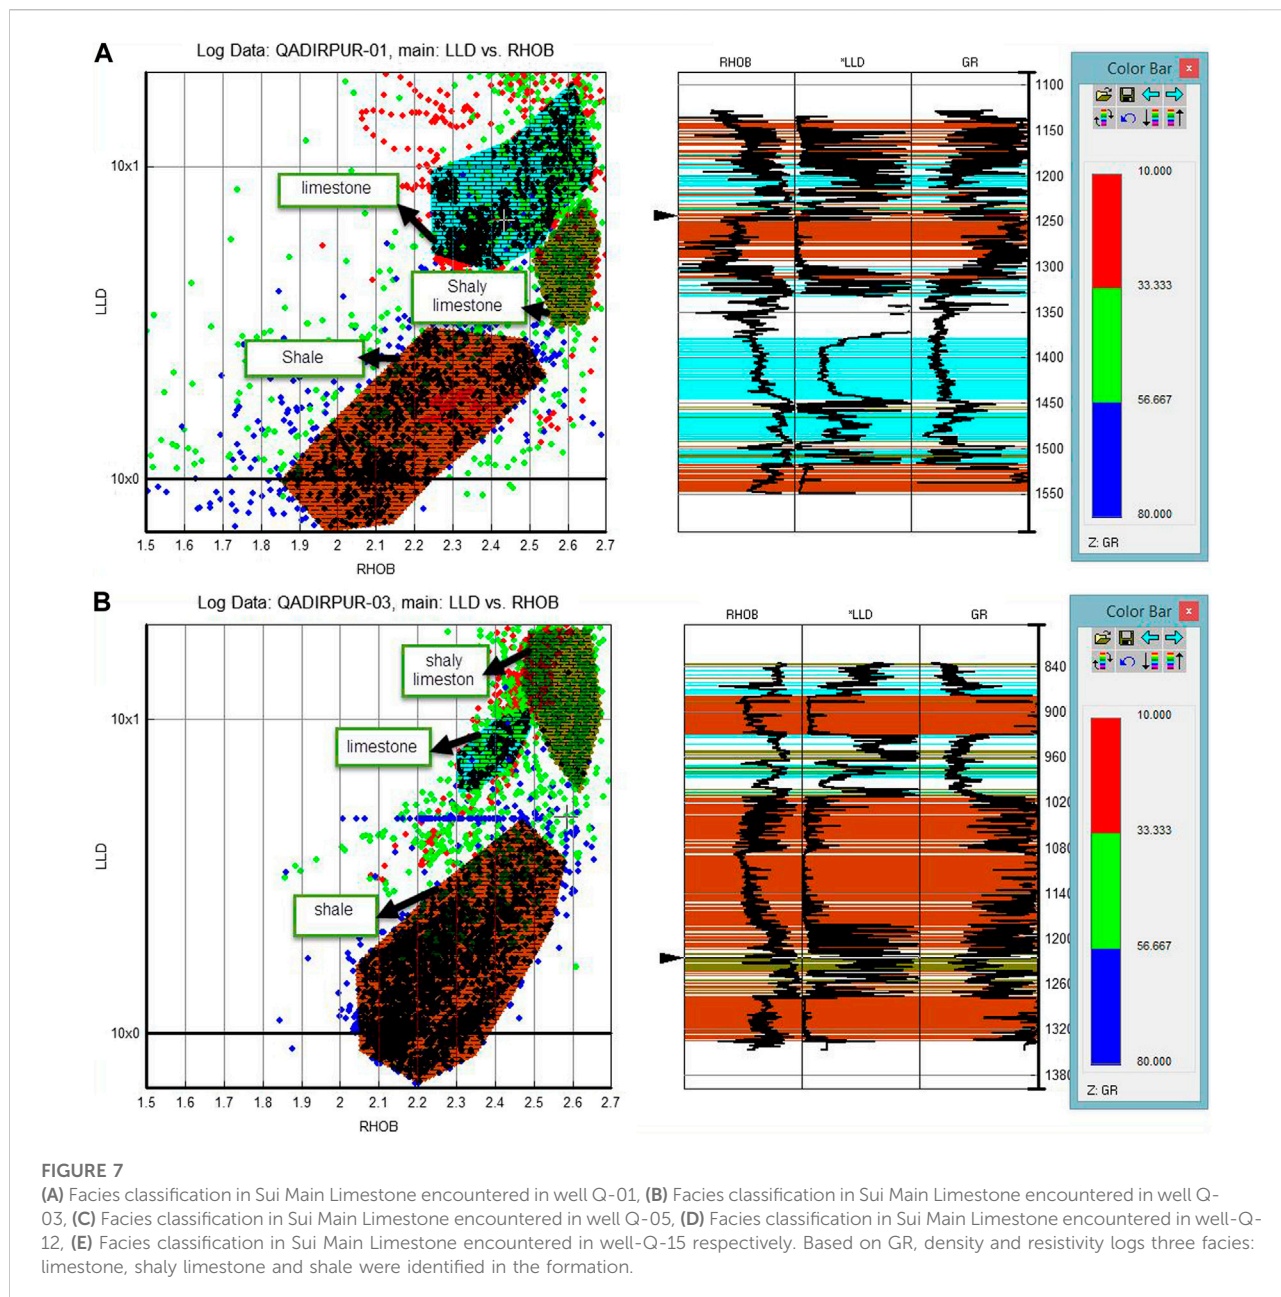 A
Log Data: QADIRPUR-01, main: LLD vs. RHOB
10x1
10x0
LLD
limestone
Shaly
limestone
Shale
1.5 1.6 1.7 1.8 1.9 2 2.1 2.2 2.3 2.4 2.5 2.6 2.7
RHOB
RHOB *LLD GR
1100
1150
1200
1250
1300
1350
1400
1450
1500
1550
Color Bar x
10.000
33.333
56.667
80.000
Z: GR
B
Log Data: QADIRPUR-03, main: LLD vs. RHOB
10x1
10x0
LLD
shaly
limeston
limestone
shale
1.5 1.6 1.7 1.8 1.9 2 2.1 2.2 2.3 2.4 2.5 2.6 2.7
RHOB
RHOB *LLD GR
840
900
960
1020
1080
1140
1200
1260
1320
1380
Color Bar x
10.000
33.333
56.667
80.000
Z: GR
FIGURE 7
(A) Facies classification in Sui Main Limestone encountered in well Q-01, (B) Facies classification in Sui Main Limestone encountered in well Q-
03, (C) Facies classification in Sui Main Limestone encountered in well Q-05, (D) Facies classification in Sui Main Limestone encountered in well-Q-
12, (E) Facies classification in Sui Main Limestone encountered in well-Q-15 respectively. Based on GR, density and resistivity logs three facies:
limestone, shaly limestone and shale were identified in the formation.